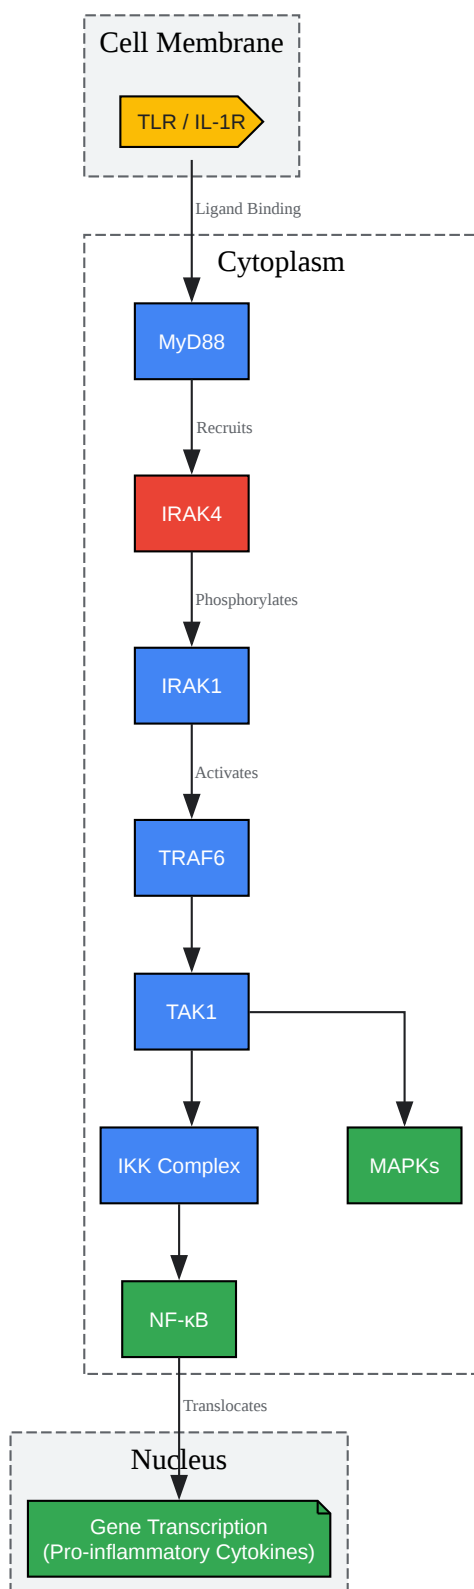 Cell Membrane
TLR / IL-1R
Ligand Binding
Cytoplasm
MyD88
Recruits
IRAK4
Phosphorylates
IRAK1
Activates
TRAF6
TAK1
IKK Complex
MAPKs
NF-κB
Translocates
Nucleus
Gene Transcription
(Pro-inflammatory Cytokines)